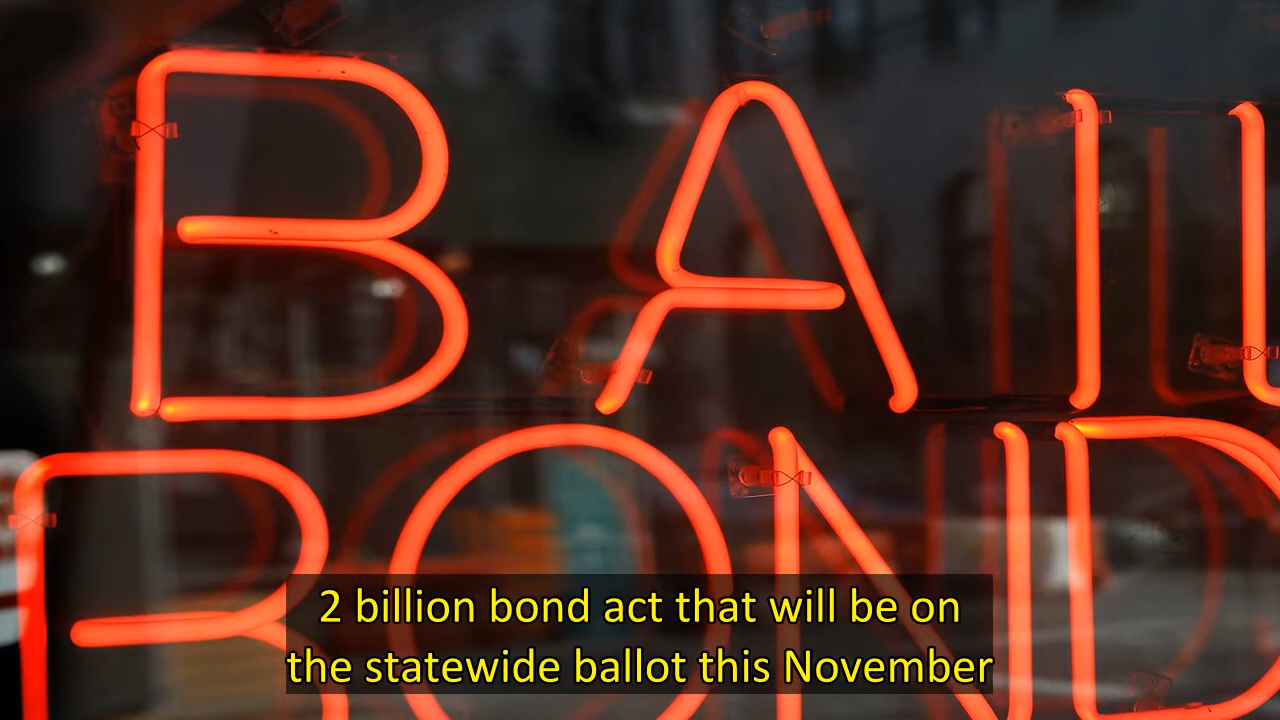 BAIL
BOND
2 billion bond act that will be on
the statewide ballot this November